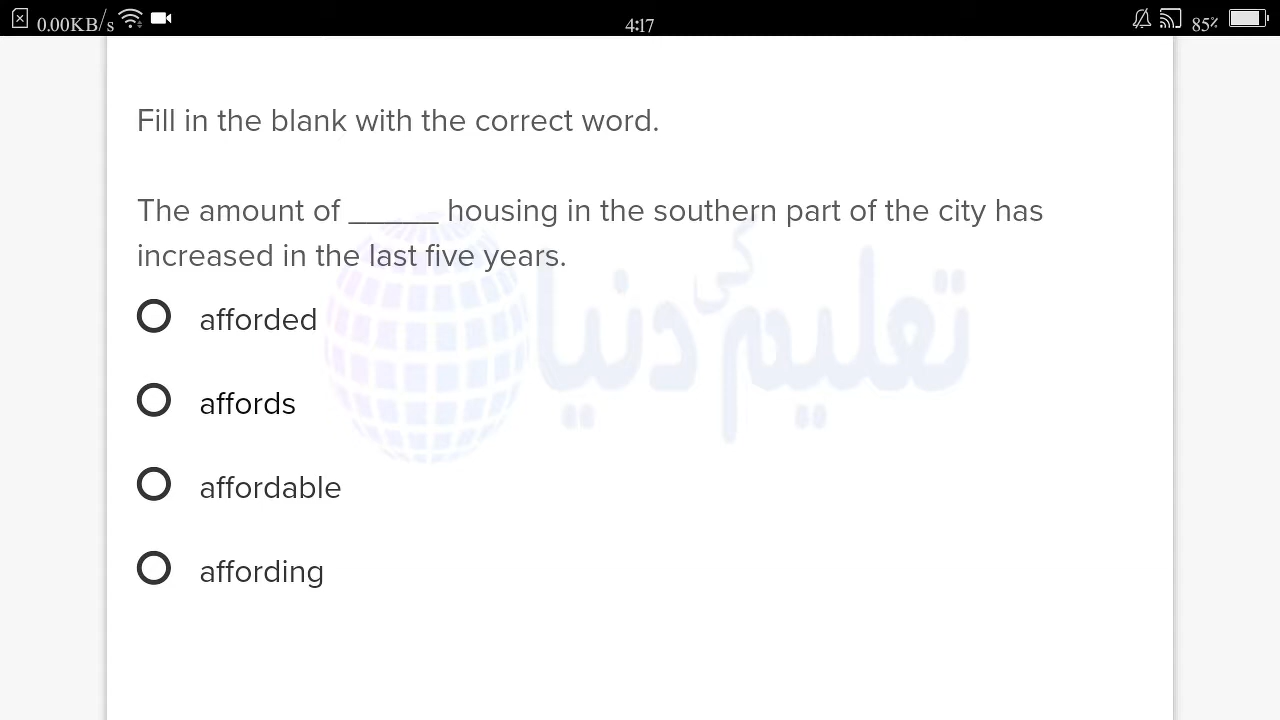 0.00KB/s 4:17 85%
Fill in the blank with the correct word.
The amount of _____ housing in the southern part of the city has
increased in the last five years.
تعلیم کی دنیا
afforded
affords
affordable
affording